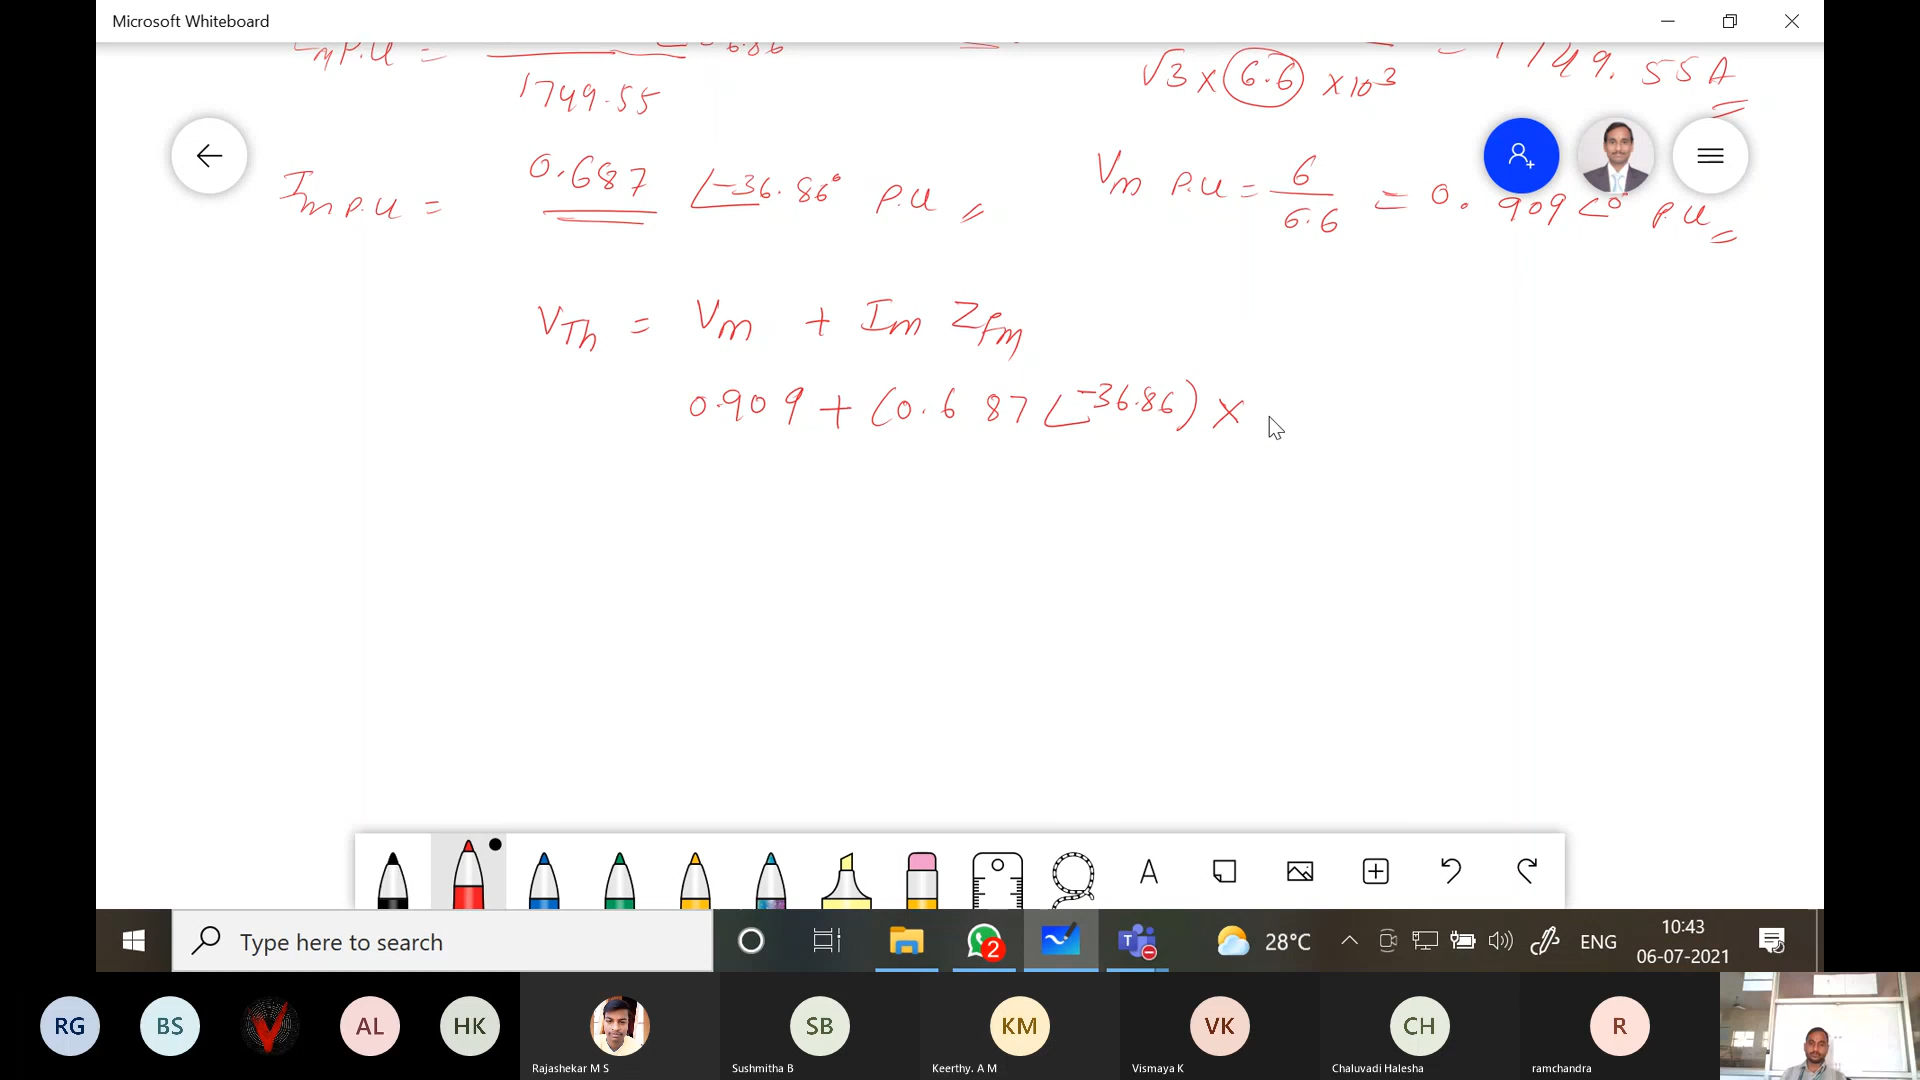 Microsoft Whiteboard
1749.55
√3 × 6.6 × 10³
= 1749.55 A
Im P.U = 0.687 ∠-36.86° P.U
Vm P.U = 6/6.6 = 0.909∠0° P.U
VTh = Vm + Im Zfm
0.909 + (0.687 ∠-36.86) ×
A
Type here to search
2
28°C
ENG
10:43
06-07-2021
RG
BS
AL
HK
SB
KM
VK
CH
R
Rajashekar M S
Sushmitha B
Keerthy. A M
Vismaya K
Chaluvadi Halesha
ramchandra